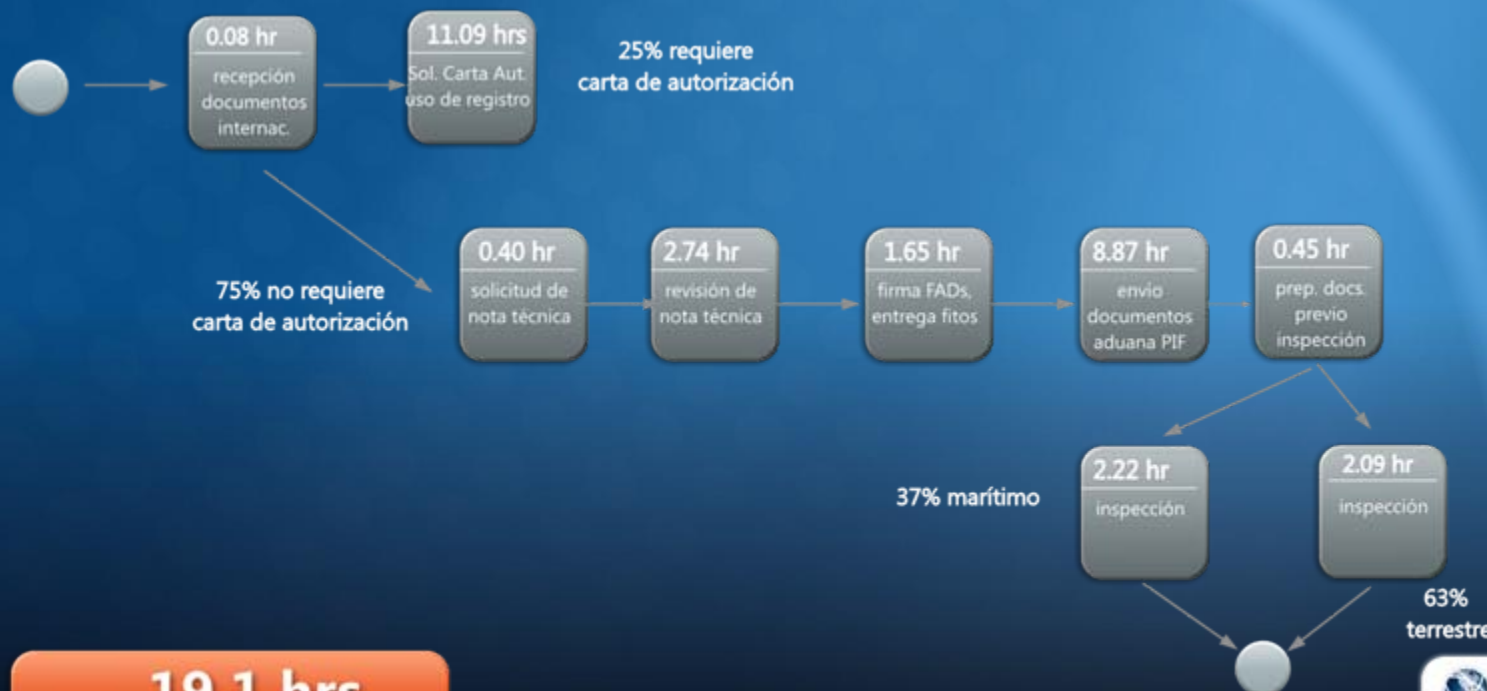 0.08 hr
recepción
documentos
internac.
11.09 hrs
Sol. Carta Aut.
uso de registro
25% requiere
carta de autorización
75% no requiere
carta de autorización
0.40 hr
solicitud de
nota técnica
2.74 hr
revisión de
nota técnica
1.65 hr
firma FADs,
entrega fitos
8.87 hr
envio
documentos
aduana PIF
0.45 hr
prep. docs.
previo
inspección
37% marítimo
2.22 hr
inspección
2.09 hr
inspección
63%
terrestre
19.1 hrs